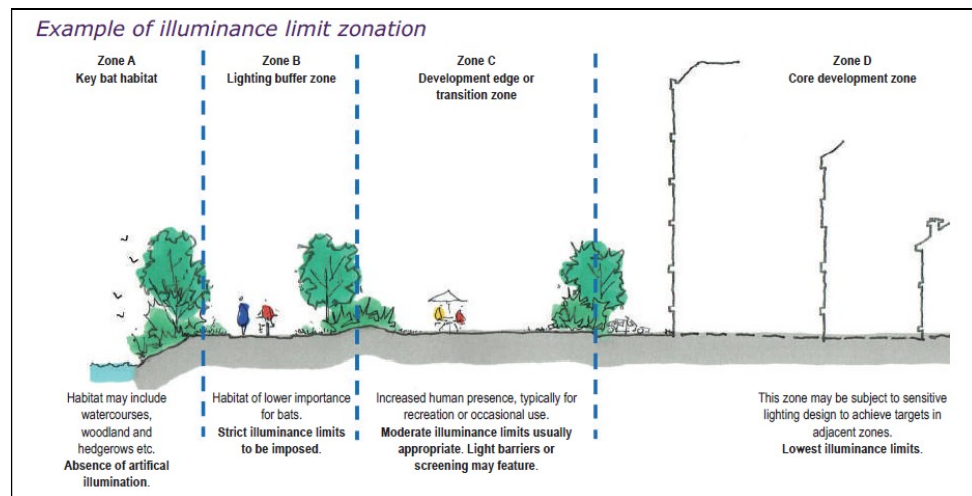 Example of illuminance limit zonation
Zone A
Key bat habitat
Zone B
Lighting buffer zone
Zone C
Development edge or
transition zone
Zone D
Core development zone
Habitat may include
watercourses,
woodland and
hedgerows etc.
Absence of artifical
illumination.
Habitat of lower importance
for bats.
Strict illuminance limits
to be imposed.
Increased human presence, typically for
recreation or occasional use.
Moderate illuminance limits usually
appropriate. Light barriers or
screening may feature.
This zone may be subject to sensitive
lighting design to achieve targets in
adjacent zones.
Lowest illuminance limits.